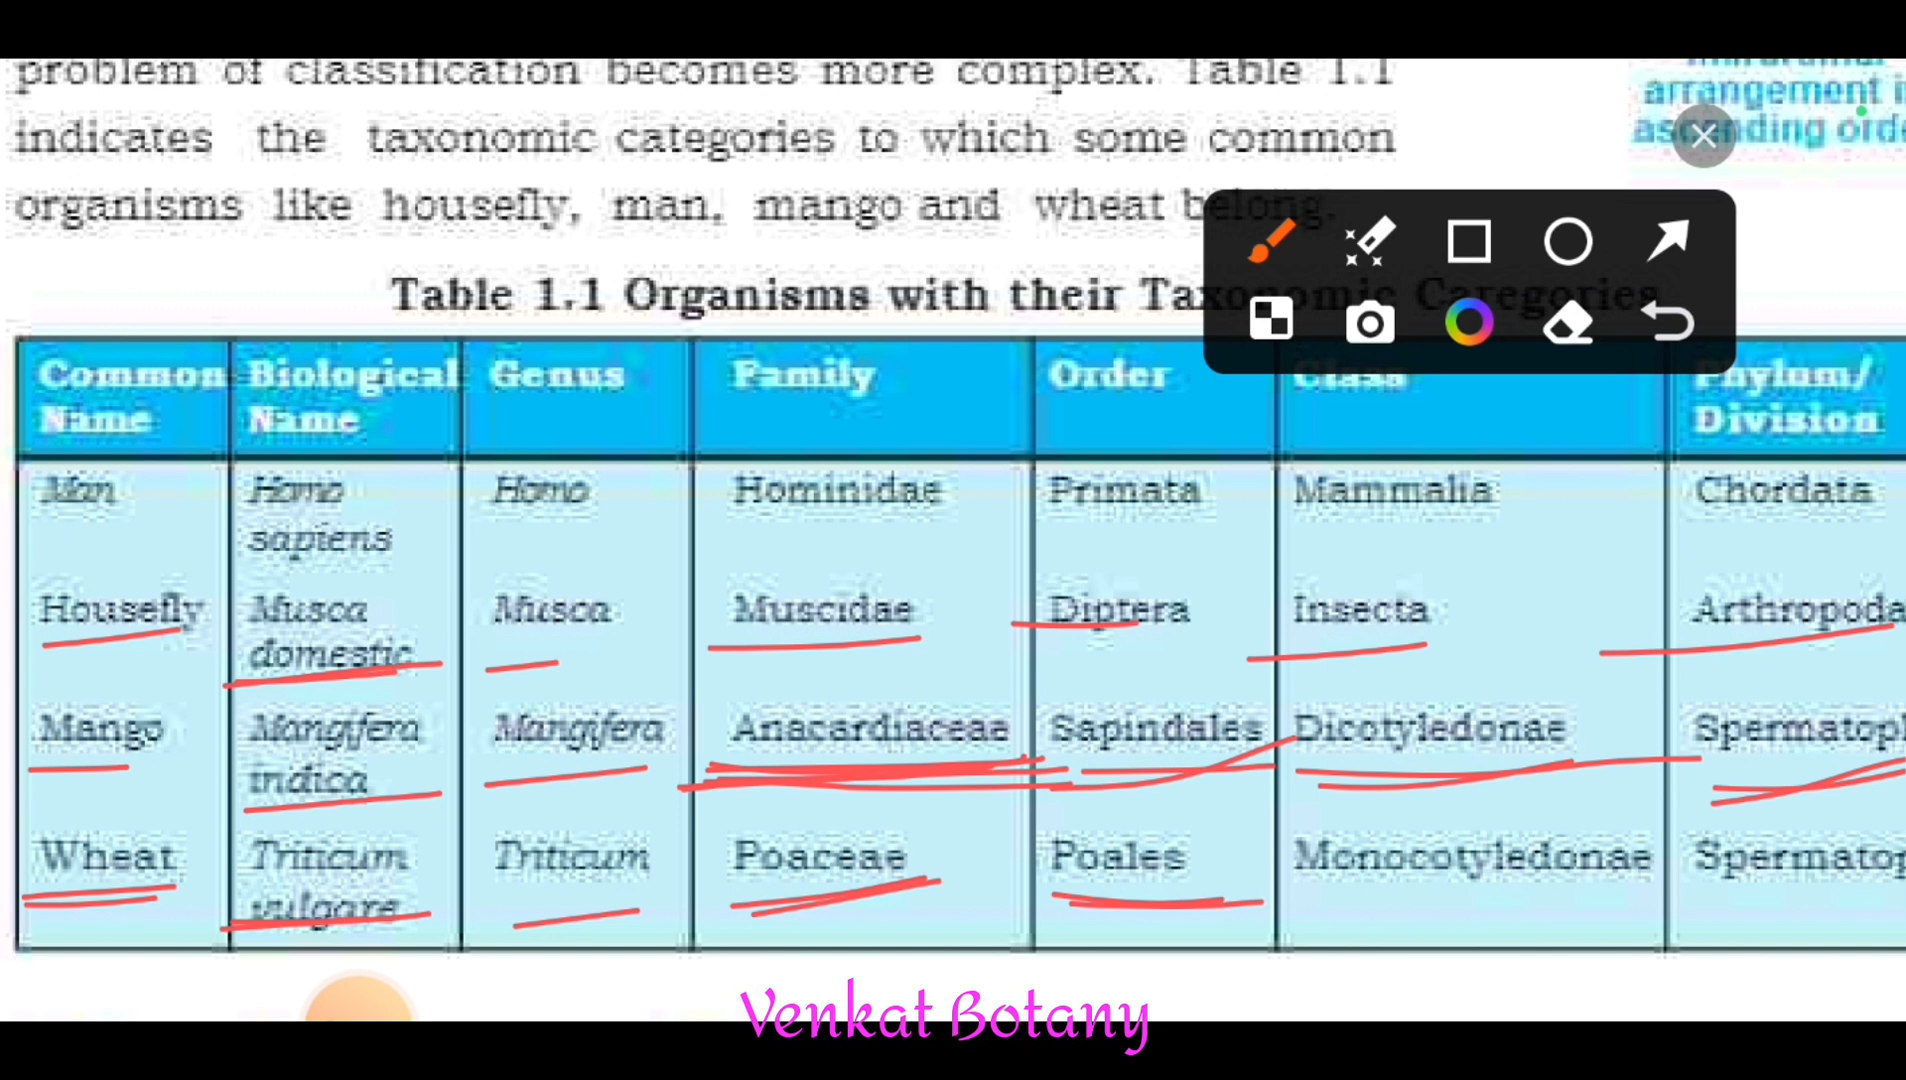 problem of classification becomes more complex. Table 1.1
indicates the taxonomic categories to which some common
organisms like housefly, man, mango and wheat belong.
arrangement i
ascending orde
Table 1.1 Organisms with their Taxonomic Caregories
Common Name Biological Name Genus Family Order Class Phylum/ Division
Man Homo sapiens Homo Hominidae Primata Mammalia Chordata
Housefly Musca domestic Musca Muscidae Diptera Insecta Arthropoda
Mango Mangifera indica Mangifera Anacardiaceae Sapindales Dicotyledonae Spermatoph
Wheat Triticum vulgare Triticum Poaceae Poales Monocotyledonae Spermatop
Venkat Botany